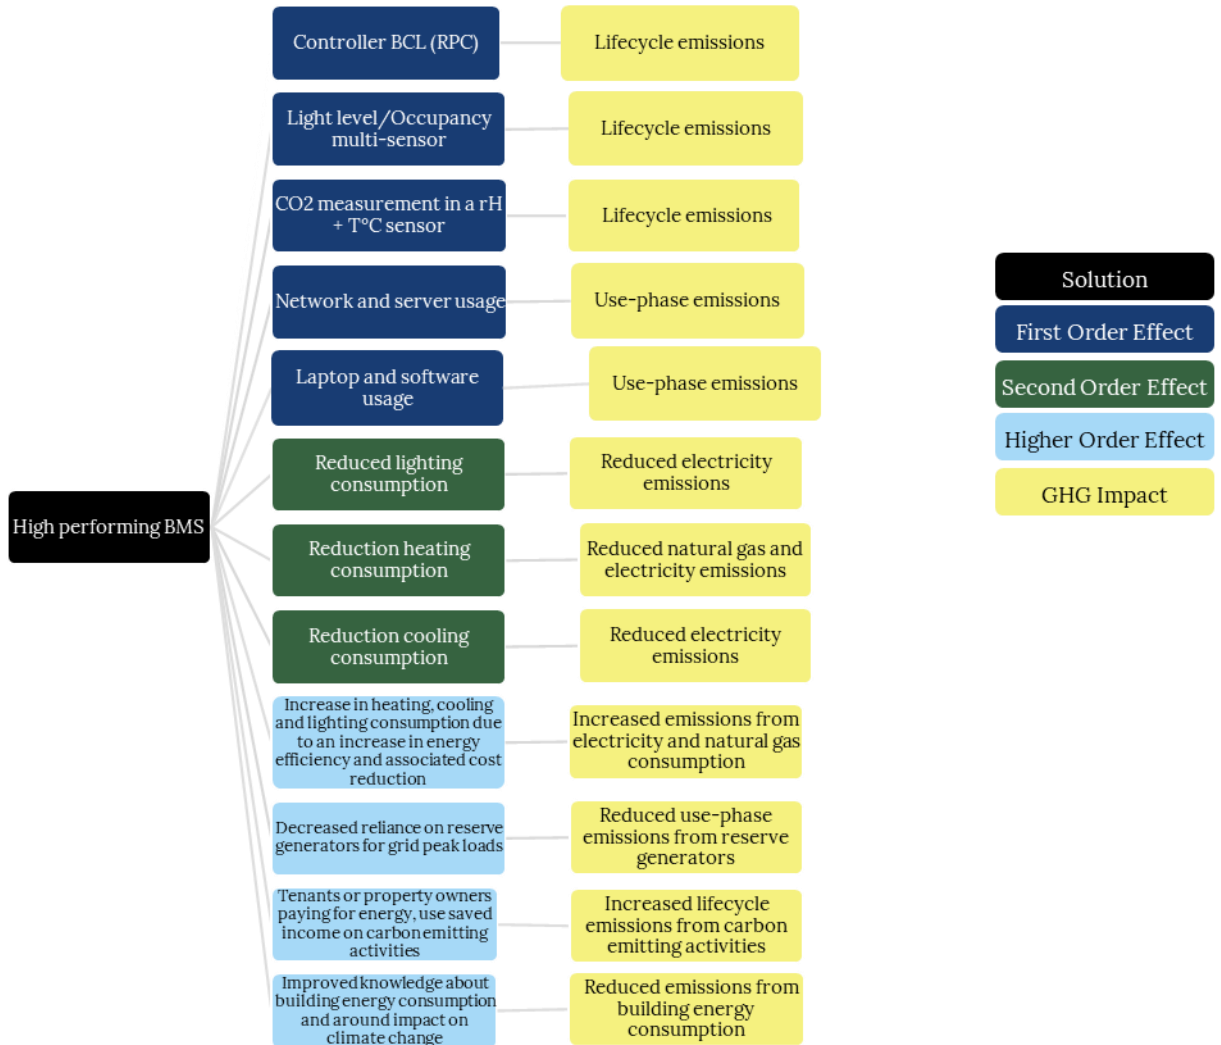 Controller BCL (RPC)
Lifecycle emissions
Light level/Occupancy
multi-sensor
Lifecycle emissions
CO2 measurement in a rH
+ T°C sensor
Lifecycle emissions
Network and server usage
Use-phase emissions
Laptop and software
usage
Use-phase emissions
Reduced lighting
consumption
Reduced electricity
emissions
High performing BMS
Reduction heating
consumption
Reduced natural gas and
electricity emissions
Reduction cooling
consumption
Reduced electricity
emissions
Increase in heating, cooling
and lighting consumption due
to an increase in energy
efficiency and associated cost
reduction
Increased emissions from
electricity and natural gas
consumption
Decreased reliance on reserve
generators for grid peak loads
Reduced use-phase
emissions from reserve
generators
Tenants or property owners
paying for energy, use saved
income on carbon emitting
activities
Increased lifecycle
emissions from carbon
emitting activities
Improved knowledge about
building energy consumption
and around impact on
climate change
Reduced emissions from
building energy
consumption
Solution
First Order Effect
Second Order Effect
Higher Order Effect
GHG Impact